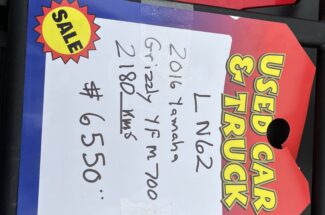 USED CAR
& TRUCK
LN62
2016 Yamaha
Grizzly YFM 700
2180 kms
$6550..
SALE